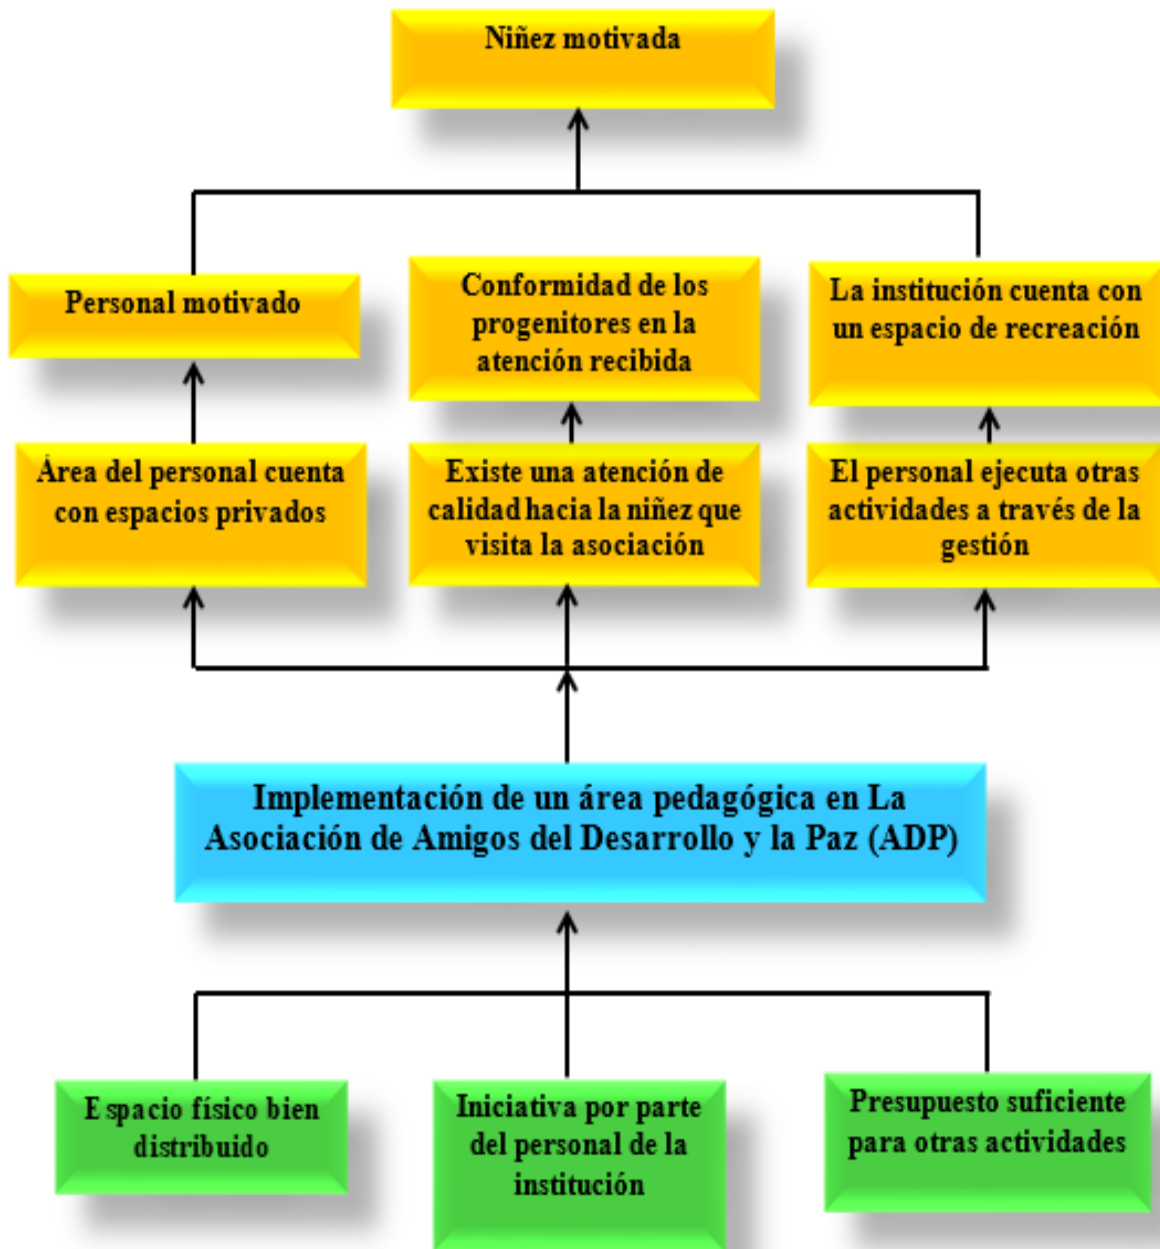 Niñez motivada
Personal motivado
Conformidad de los
progenitores en la
atención recibida
La institución cuenta con
un espacio de recreación
Área del personal cuenta
con espacios privados
Existe una atención de
calidad hacia la niñez que
visita la asociación
El personal ejecuta otras
actividades a través de la
gestión
Implementación de un área pedagógica en La
Asociación de Amigos del Desarrollo y la Paz (ADP)
Espacio físico bien
distribuido
Iniciativa por parte
del personal de la
institución
Presupuesto suficiente
para otras actividades